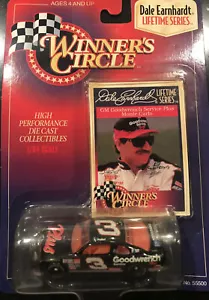 AGES 4 AND UP
Dale Earnhardt
LIFETIME SERIES
WINNER'S
CIRCLE
HIGH
PERFORMANCE
DIE CAST
COLLECTIBLES
Dale Earnhardt
LIFETIME
SERIES
GM Goodwrench Service Plus
Monte Carlo
WINNER'S
CIRCLE
3
3
Goodwrench
No. 55500